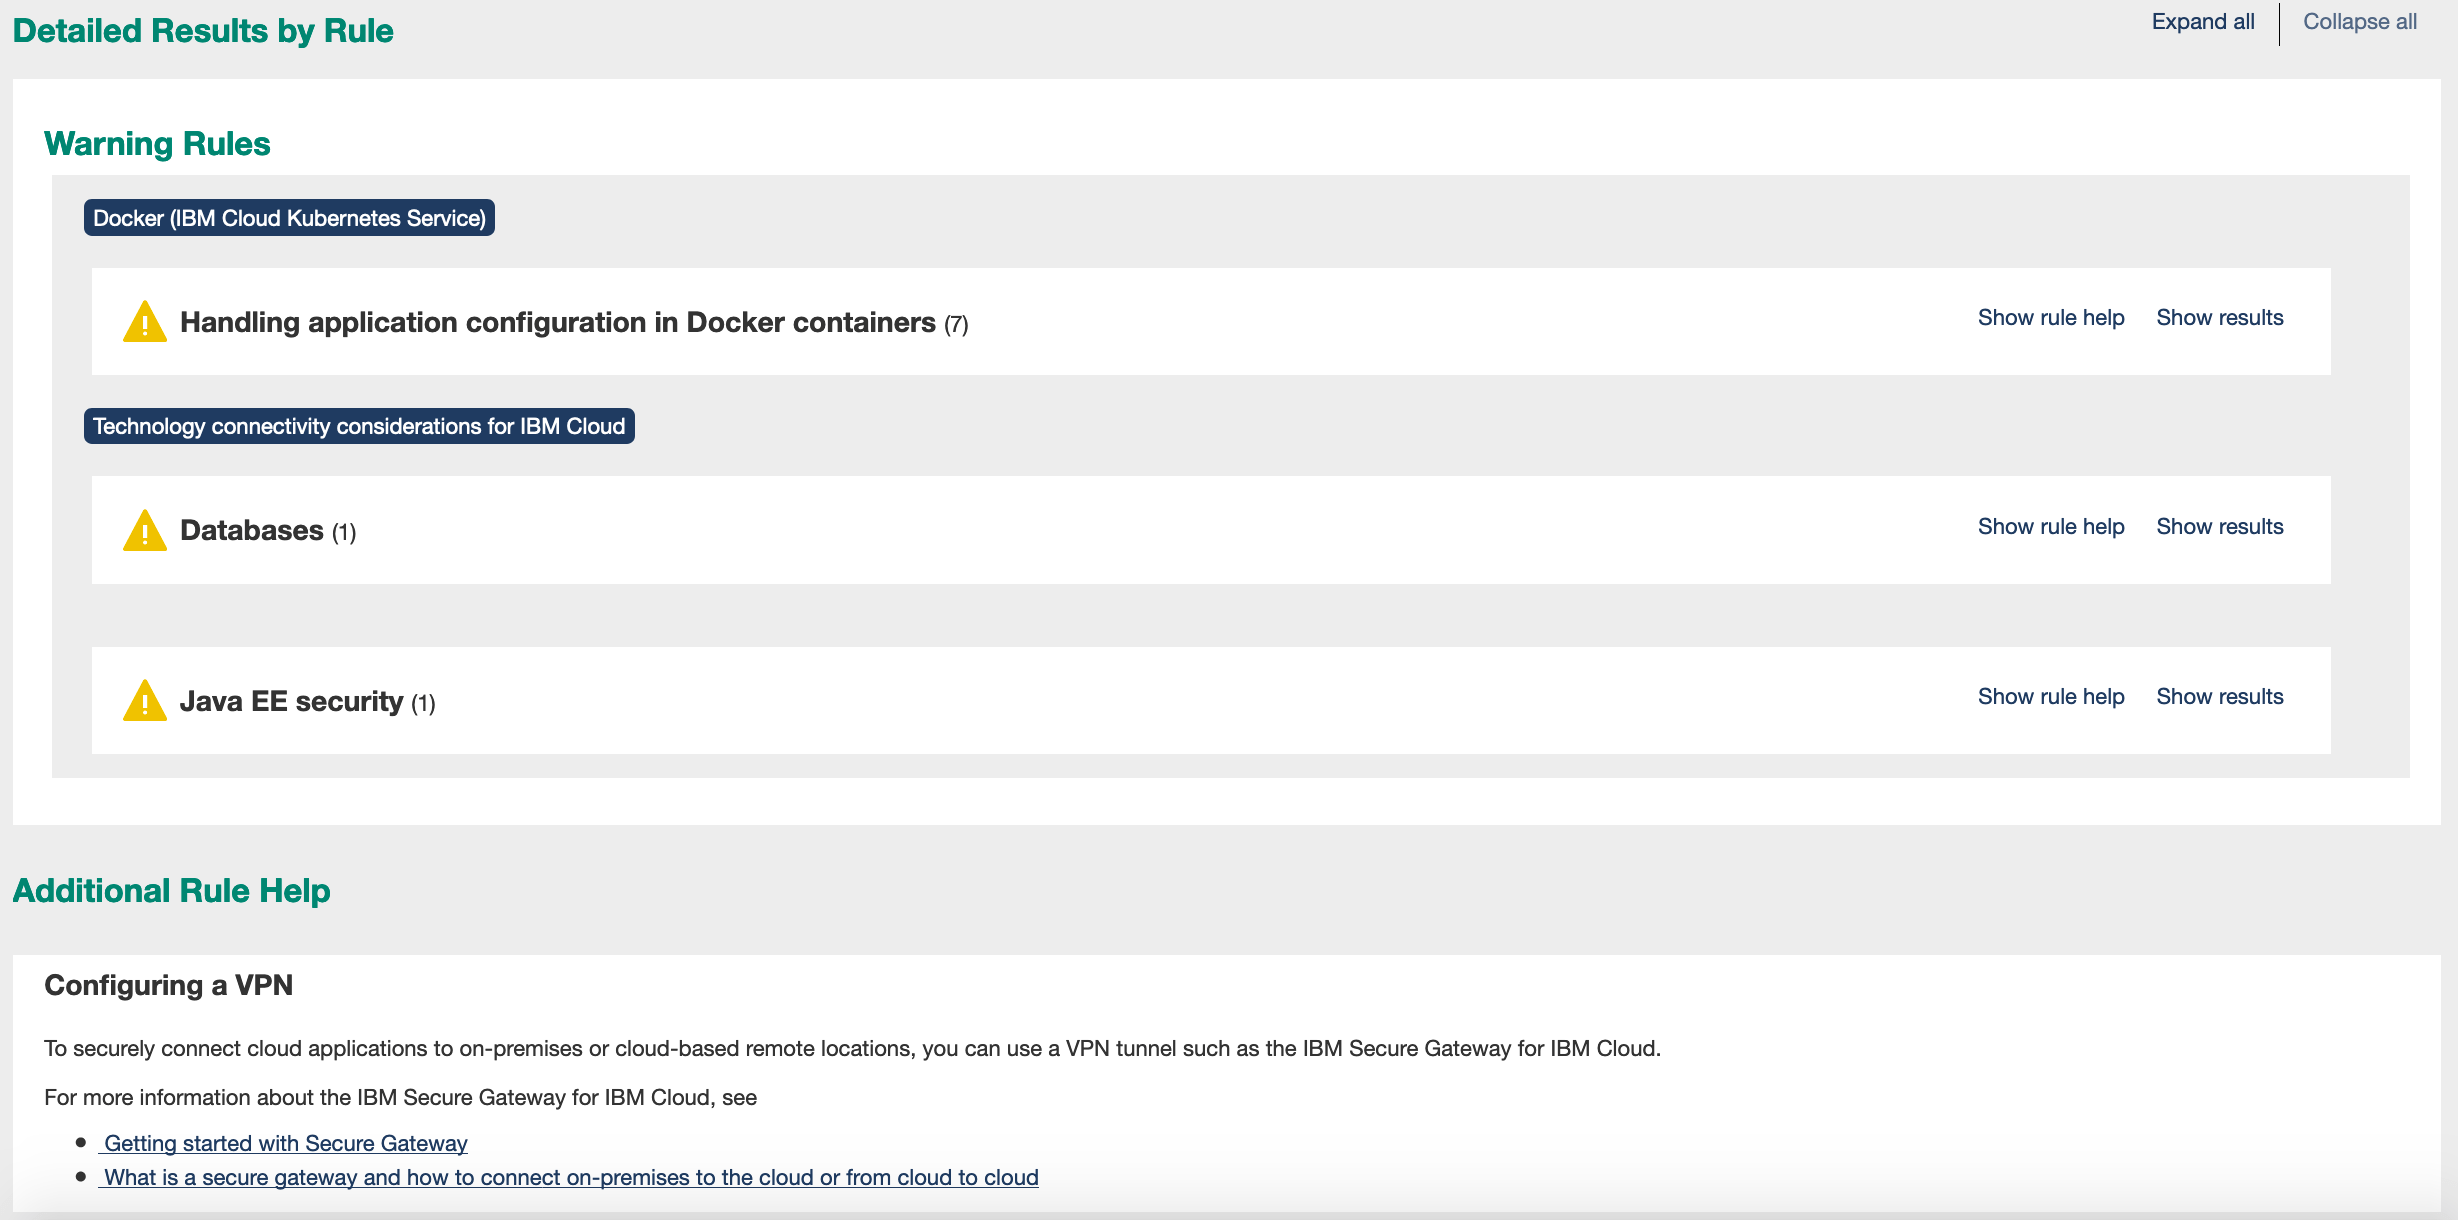 Detailed Results by Rule
Expand all
Collapse all
Warning Rules
Docker (IBM Cloud Kubernetes Service)
Handling application configuration in Docker containers (7)
Show rule help
Show results
Technology connectivity considerations for IBM Cloud
Databases (1)
Show rule help
Show results
Java EE security (1)
Show rule help
Show results
Additional Rule Help
Configuring a VPN
To securely connect cloud applications to on-premises or cloud-based remote locations, you can use a VPN tunnel such as the IBM Secure Gateway for IBM Cloud.
For more information about the IBM Secure Gateway for IBM Cloud, see
• Getting started with Secure Gateway
• What is a secure gateway and how to connect on-premises to the cloud or from cloud to cloud